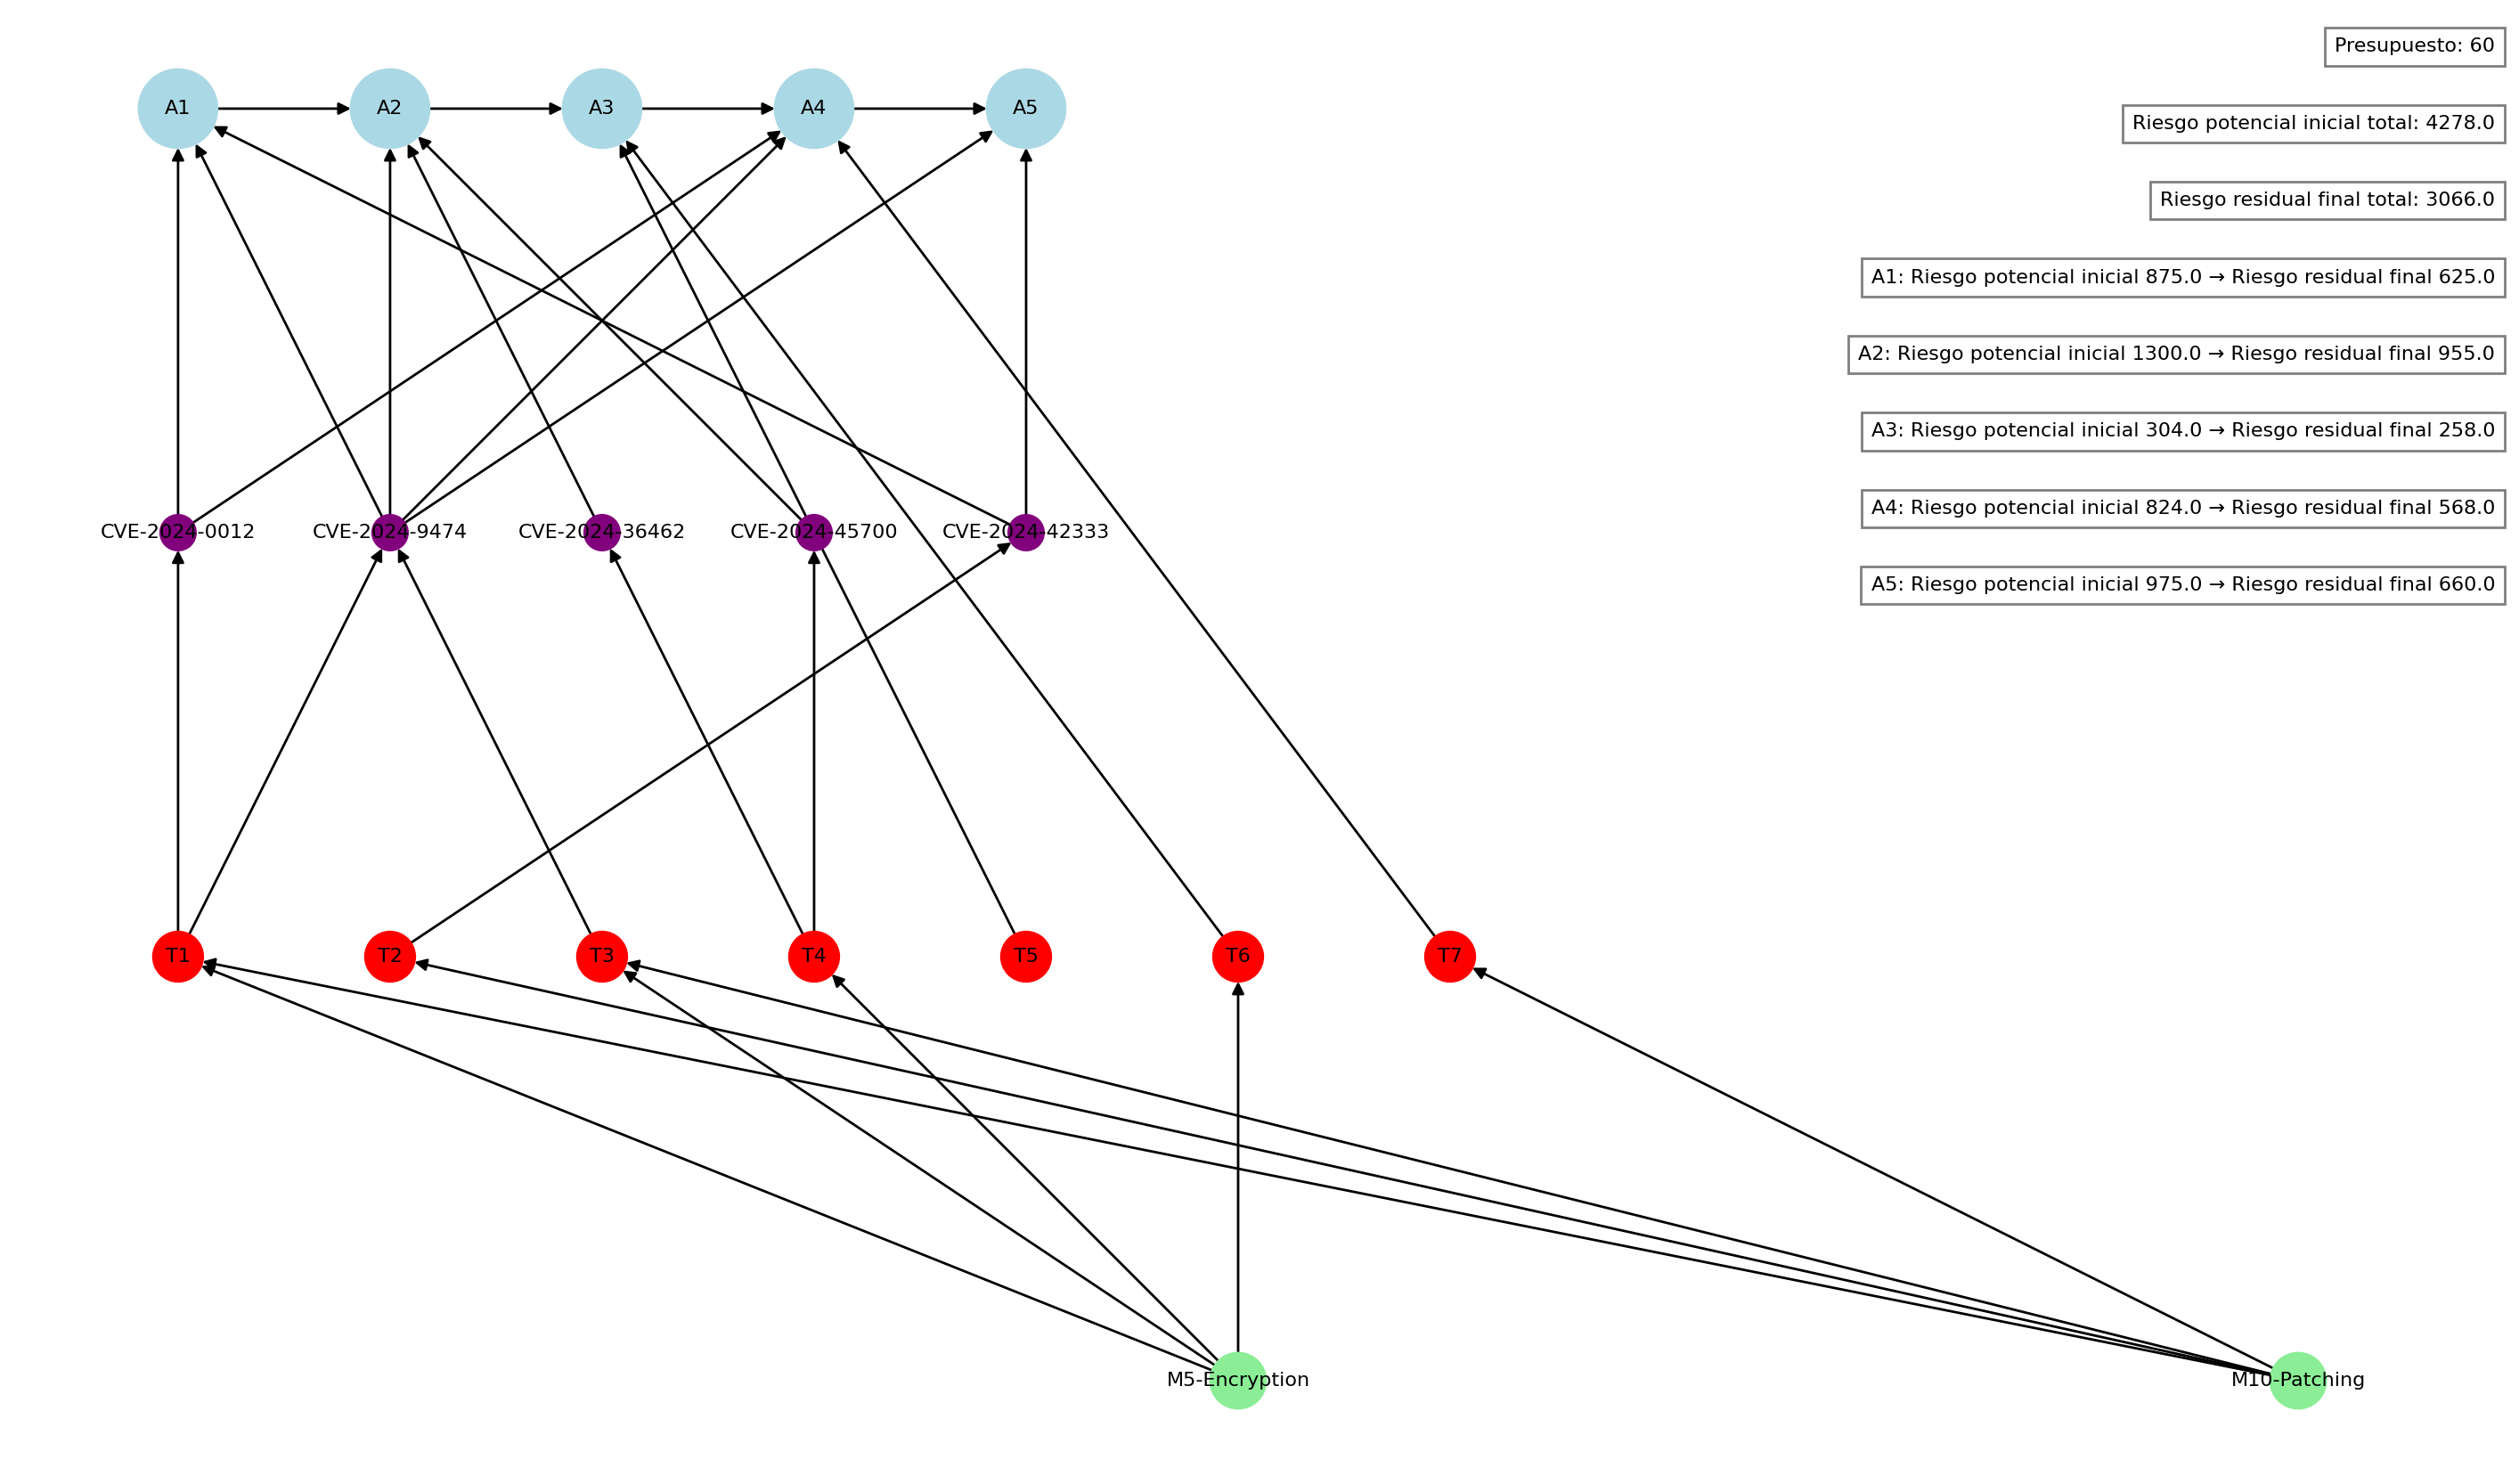 Presupuesto: 60
A1
A2
A3
A4
A5
Riesgo potencial inicial total: 4278.0
Riesgo residual final total: 3066.0
A1: Riesgo potencial inicial 875.0 → Riesgo residual final 625.0
A2: Riesgo potencial inicial 1300.0 → Riesgo residual final 955.0
A3: Riesgo potencial inicial 304.0 → Riesgo residual final 258.0
A4: Riesgo potencial inicial 824.0 → Riesgo residual final 568.0
CVE-2024-0012
CVE-2024-9474
CVE-2024-36462
CVE-2024-45700
CVE-2024-42333
A5: Riesgo potencial inicial 975.0 → Riesgo residual final 660.0
T1
T2
T3
T4
T5
T6
T7
M5-Encryption
M10-Patching